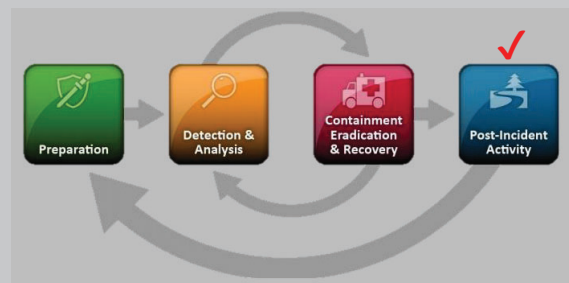 Preparation
Detection &
Analysis
Containment
Eradication
& Recovery
Post-Incident
Activity